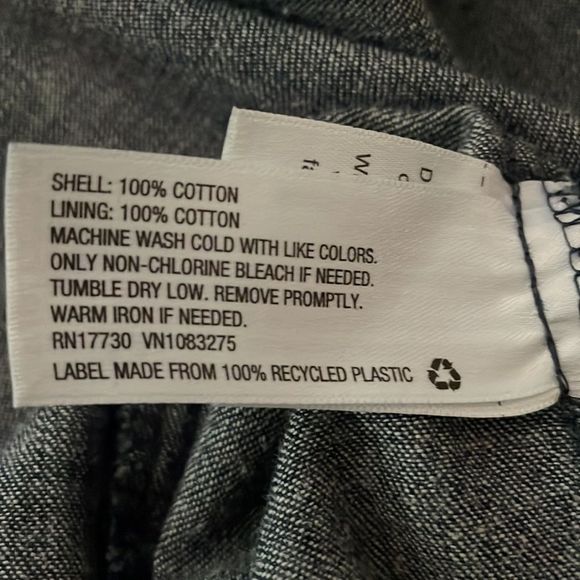 SHELL: 100% COTTON
LINING: 100% COTTON
MACHINE WASH COLD WITH LIKE COLORS.
ONLY NON-CHLORINE BLEACH IF NEEDED.
TUMBLE DRY LOW. REMOVE PROMPTLY.
WARM IRON IF NEEDED.
RN17730 VN1083275
LABEL MADE FROM 100% RECYCLED PLASTIC